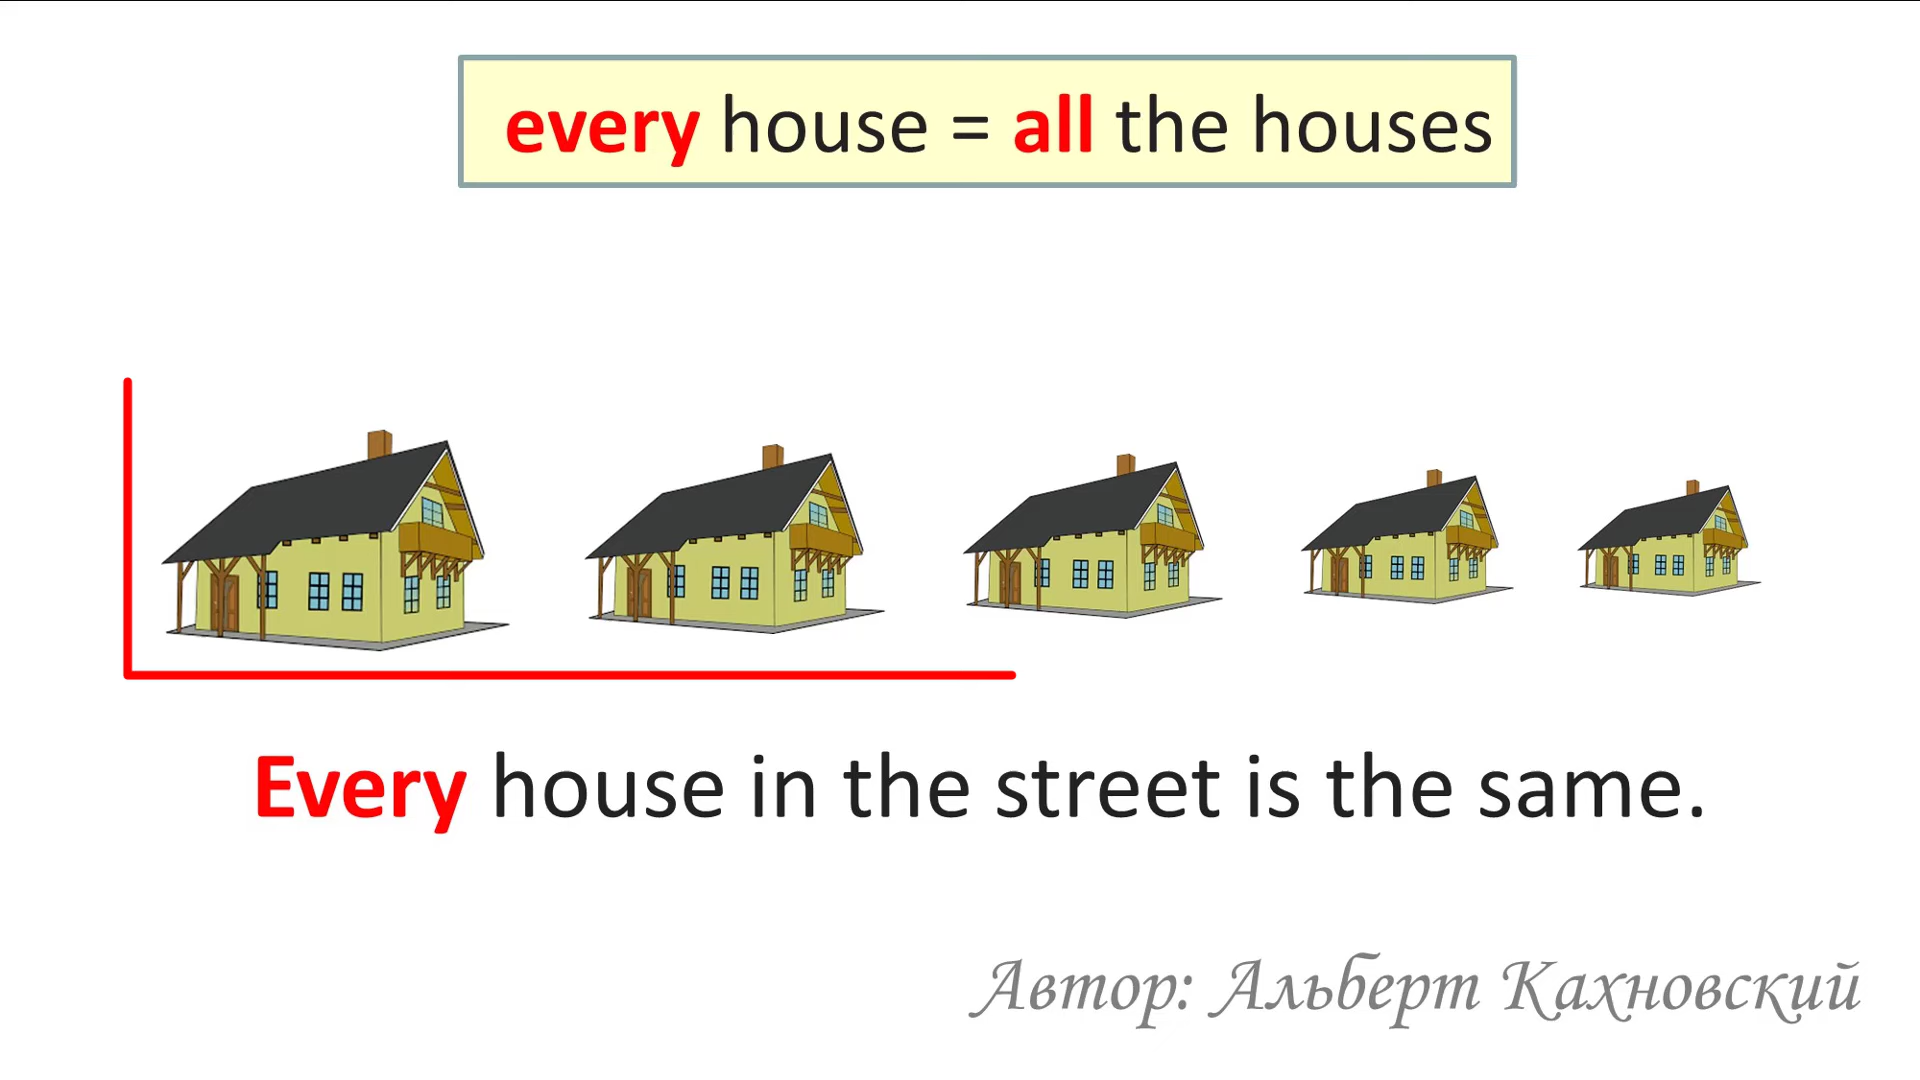 every house = all the houses
Every house in the street is the same.
Автор: Альберт Кахновский